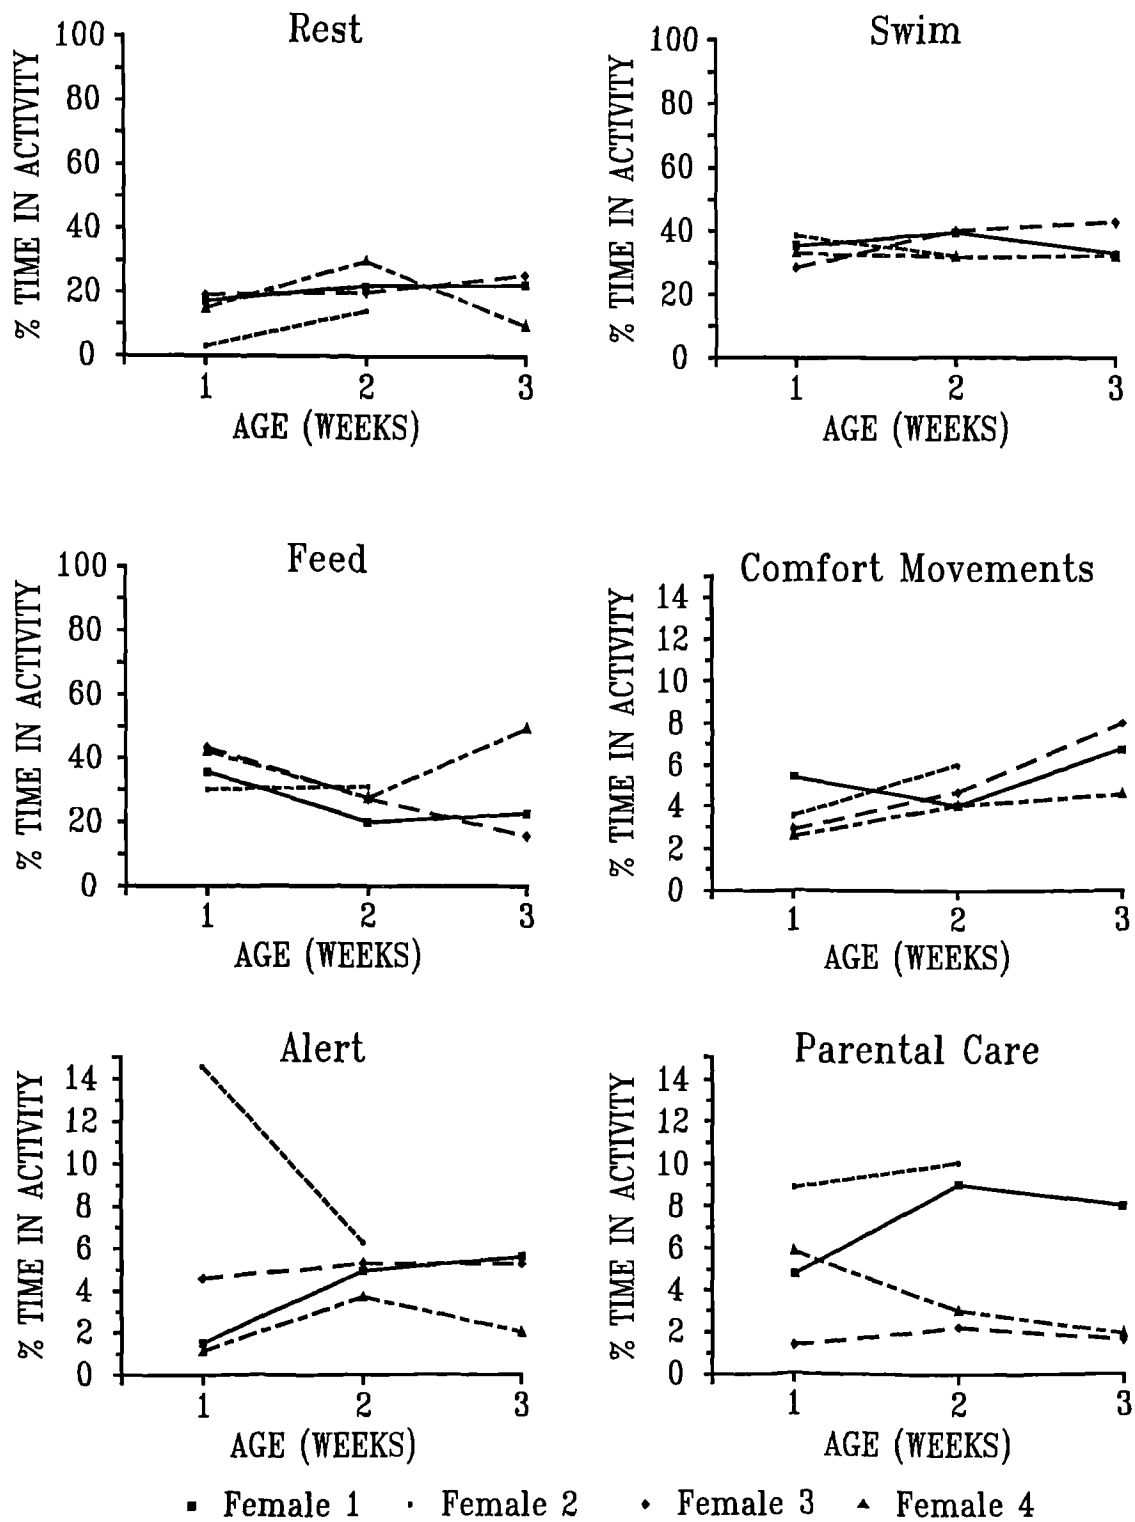 Rest
% TIME IN ACTIVITY
100
80
60
40
20
0
1 2 3
AGE (WEEKS)
Swim
% TIME IN ACTIVITY
100
80
60
40
20
0
1 2 3
AGE (WEEKS)
Feed
% TIME IN ACTIVITY
100
80
60
40
20
0
1 2 3
AGE (WEEKS)
Comfort Movements
% TIME IN ACTIVITY
14
12
10
8
6
4
2
0
1 2 3
AGE (WEEKS)
Alert
% TIME IN ACTIVITY
14
12
10
8
6
4
2
0
1 2 3
AGE (WEEKS)
Parental Care
% TIME IN ACTIVITY
14
12
10
8
6
4
2
0
1 2 3
AGE (WEEKS)
Female 1 Female 2 Female 3 Female 4